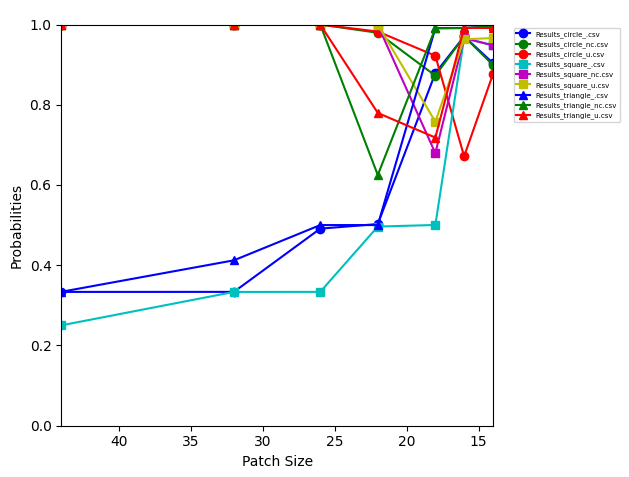 1.0
0.8
0.6
0.4
0.2
0.0
Probabilities
40 35 30 25 20 15
Patch Size
Results_circle_.csv
Results_circle_nc.csv
Results_circle_u.csv
Results_square_.csv
Results_square_nc.csv
Results_square_u.csv
Results_triangle_.csv
Results_triangle_nc.csv
Results_triangle_u.csv